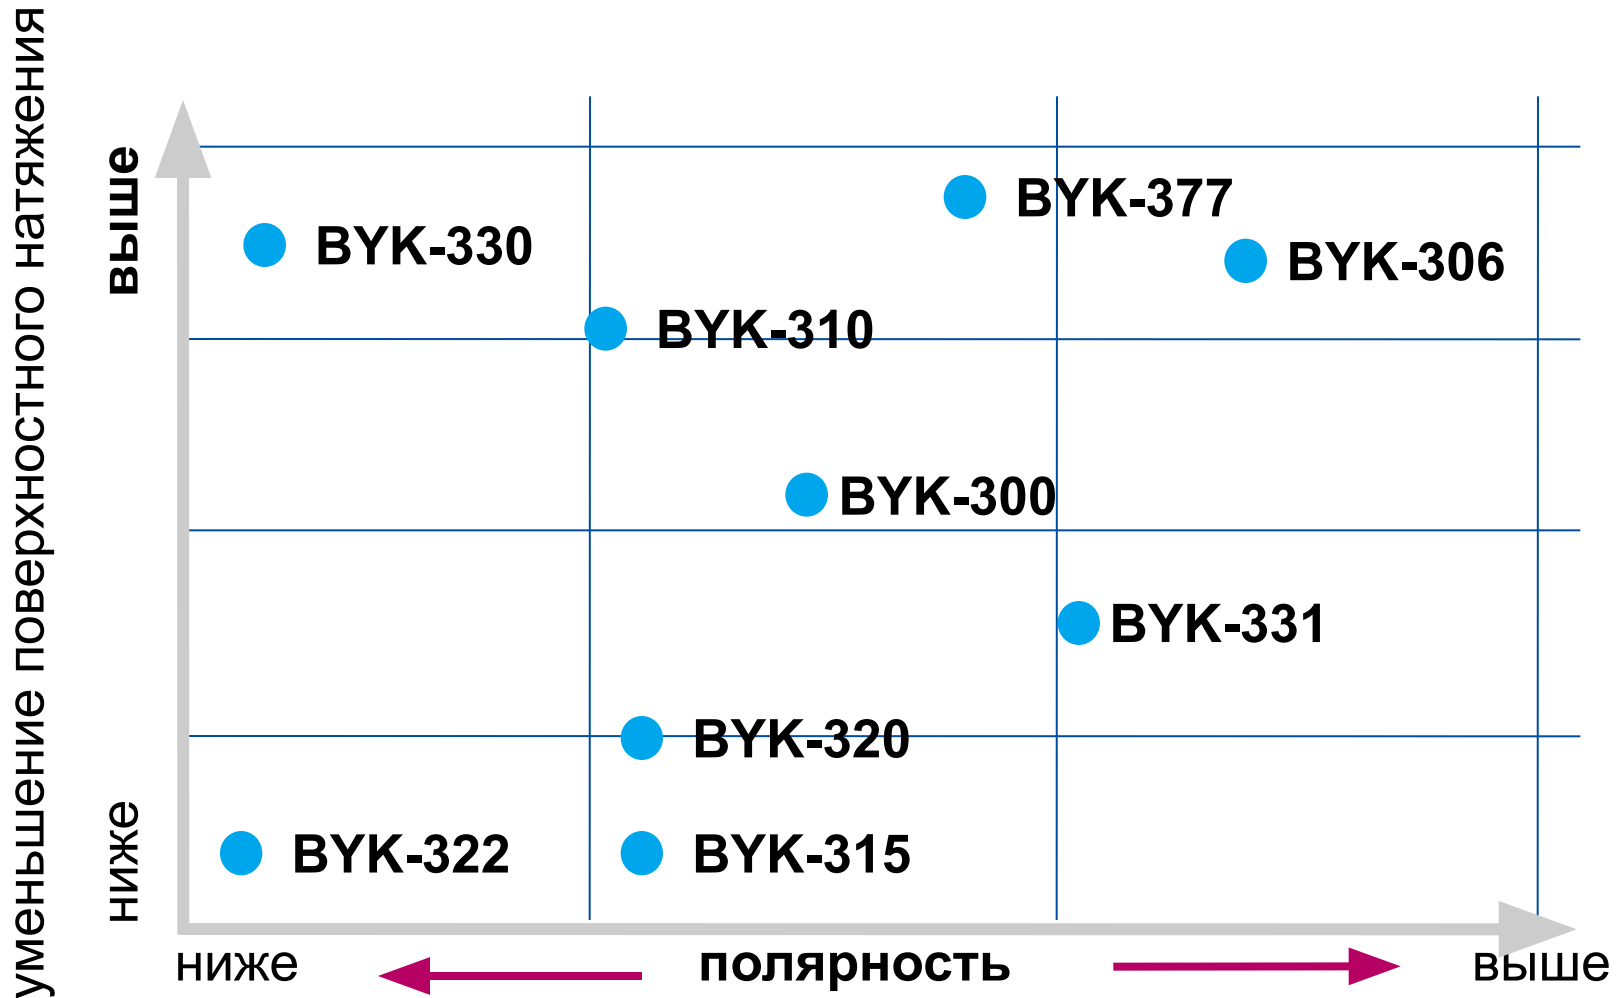 уменьшение поверхностного натяжения
выше
ниже
BYK-377
BYK-330
BYK-306
BYK-310
BYK-300
BYK-331
BYK-320
BYK-322
BYK-315
ниже
полярность
выше